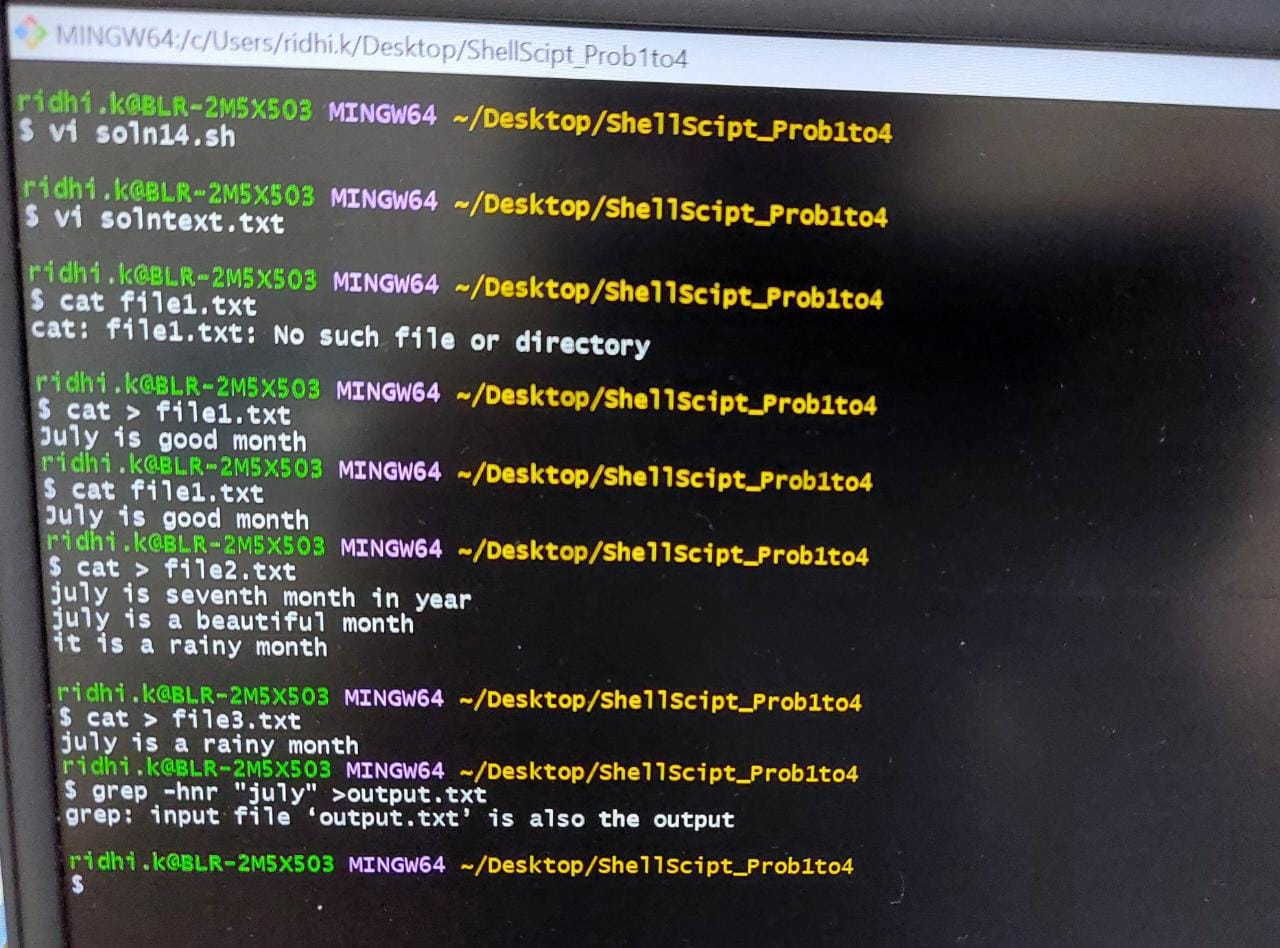 MINGW64:/c/Users/ridhi.k/Desktop/ShellScipt_Prob1to4
ridhi.k@BLR-2M5X503 MINGW64 ~/Desktop/ShellScipt_Prob1to4
$ vi soln14.sh
ridhi.k@BLR-2M5X503 MINGW64 ~/Desktop/ShellScipt_Prob1to4
$ vi solntext.txt
ridhi.k@BLR-2M5X503 MINGW64 ~/Desktop/ShellScipt_Prob1to4
$ cat file1.txt
cat: file1.txt: No such file or directory
ridhi.k@BLR-2M5X503 MINGW64 ~/Desktop/ShellScipt_Prob1to4
$ cat > file1.txt
July is good month
ridhi.k@BLR-2M5X503 MINGW64 ~/Desktop/ShellScipt_Prob1to4
$ cat file1.txt
July is good month
ridhi.k@BLR-2M5X503 MINGW64 ~/Desktop/ShellScipt_Prob1to4
$ cat > file2.txt
july is seventh month in year
july is a beautiful month
it is a rainy month
ridhi.k@BLR-2M5X503 MINGW64 ~/Desktop/ShellScipt_Prob1to4
$ cat > file3.txt
july is a rainy month
ridhi.k@BLR-2M5X503 MINGW64 ~/Desktop/ShellScipt_Prob1to4
$ grep -hnr "july" >output.txt
grep: input file ‘output.txt’ is also the output
ridhi.k@BLR-2M5X503 MINGW64 ~/Desktop/ShellScipt_Prob1to4
$